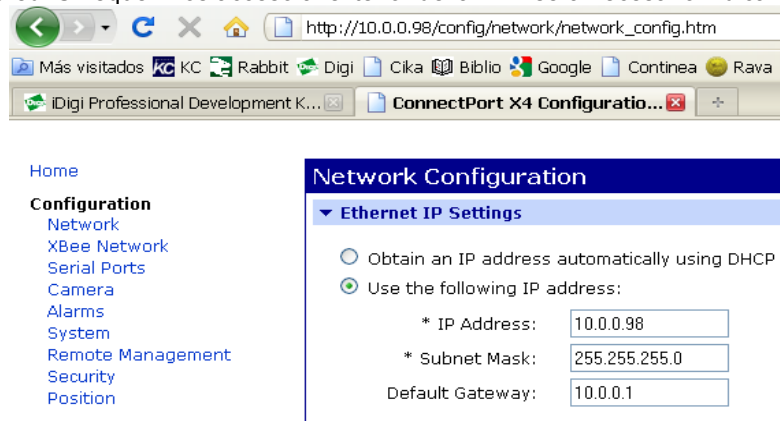 http://10.0.0.98/config/network/network_config.htm
Más visitados KC KC Rabbit Digi Cika Biblio Google Continea Rava
iDigi Professional Development K... ConnectPort X4 Configuratio...
Home
Configuration
Network
XBee Network
Serial Ports
Camera
Alarms
System
Remote Management
Security
Position
Network Configuration
Ethernet IP Settings
Obtain an IP address automatically using DHCP
Use the following IP address:
* IP Address: 10.0.0.98
* Subnet Mask: 255.255.255.0
Default Gateway: 10.0.0.1